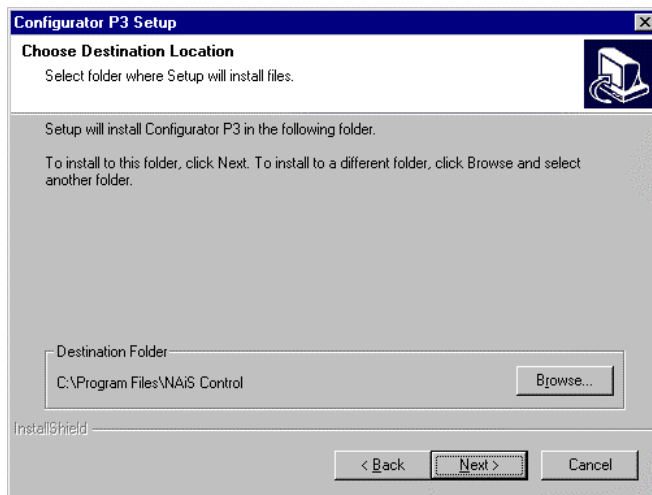 Configurator P3 Setup
Choose Destination Location
Select folder where Setup will install files.
Setup will install Configurator P3 in the following folder.
To install to this folder, click Next. To install to a different folder, click Browse and select
another folder.
Destination Folder
C:\Program Files\NAiS Control
Browse...
InstallShield
< Back
Next >
Cancel